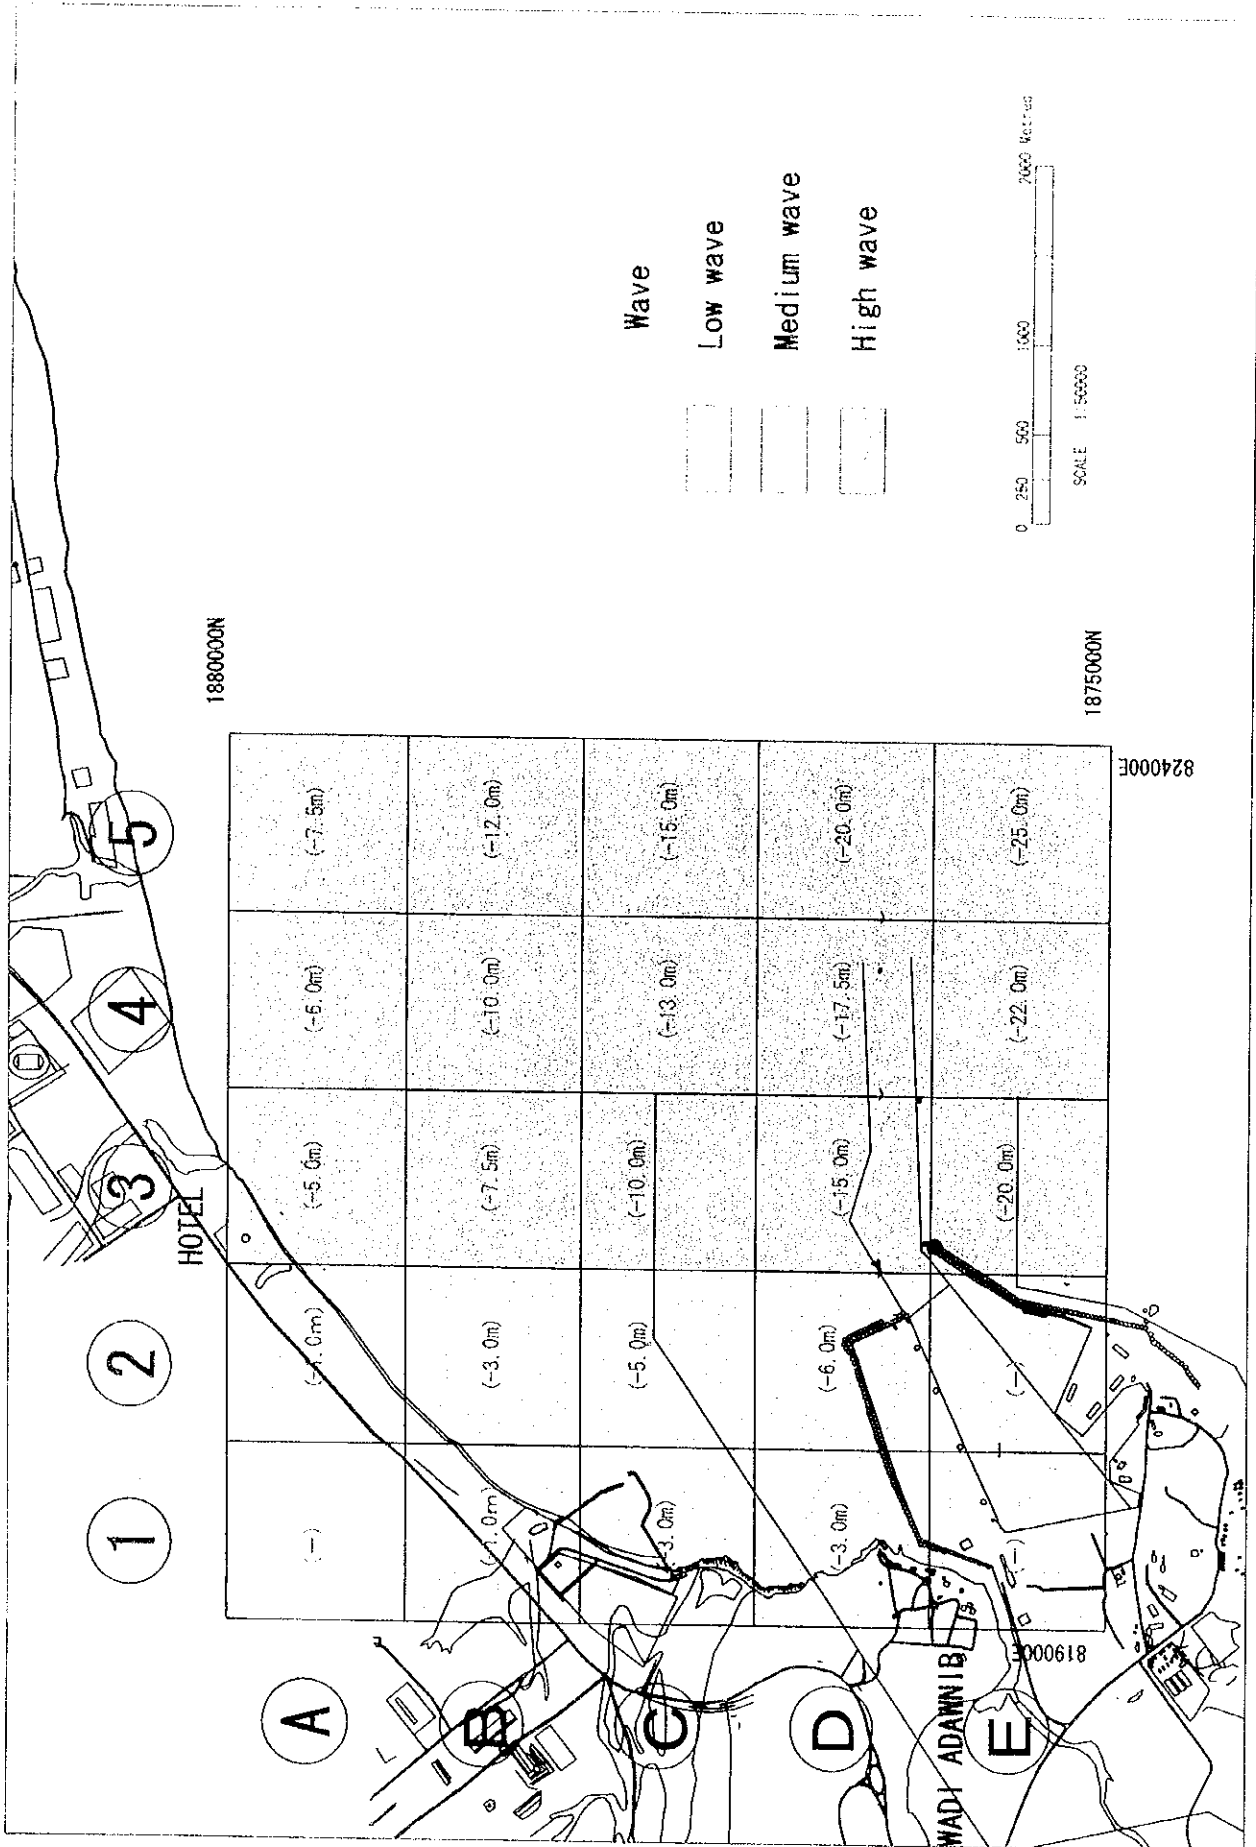 1
2
3
4
5
HOTEL
1880000N
A
(-)
(-5.0m)
(-6.0m)
(-7.5m)
B
(-3.0m)
(-7.5m)
(-10.0m)
(-12.0m)
C
(-5.0m)
(-10.0m)
(-13.0m)
(-15.0m)
D
(-3.0m)
(-6.0m)
(-15.0m)
(-17.5m)
(-20.0m)
E
(-20.0m)
(-22.0m)
(-25.0m)
WADI ADAWNIB
819000E
824000E
1875000N
Wave
Low wave
Medium wave
High wave
0 250 500 1000 2000
SCALE 1:50000